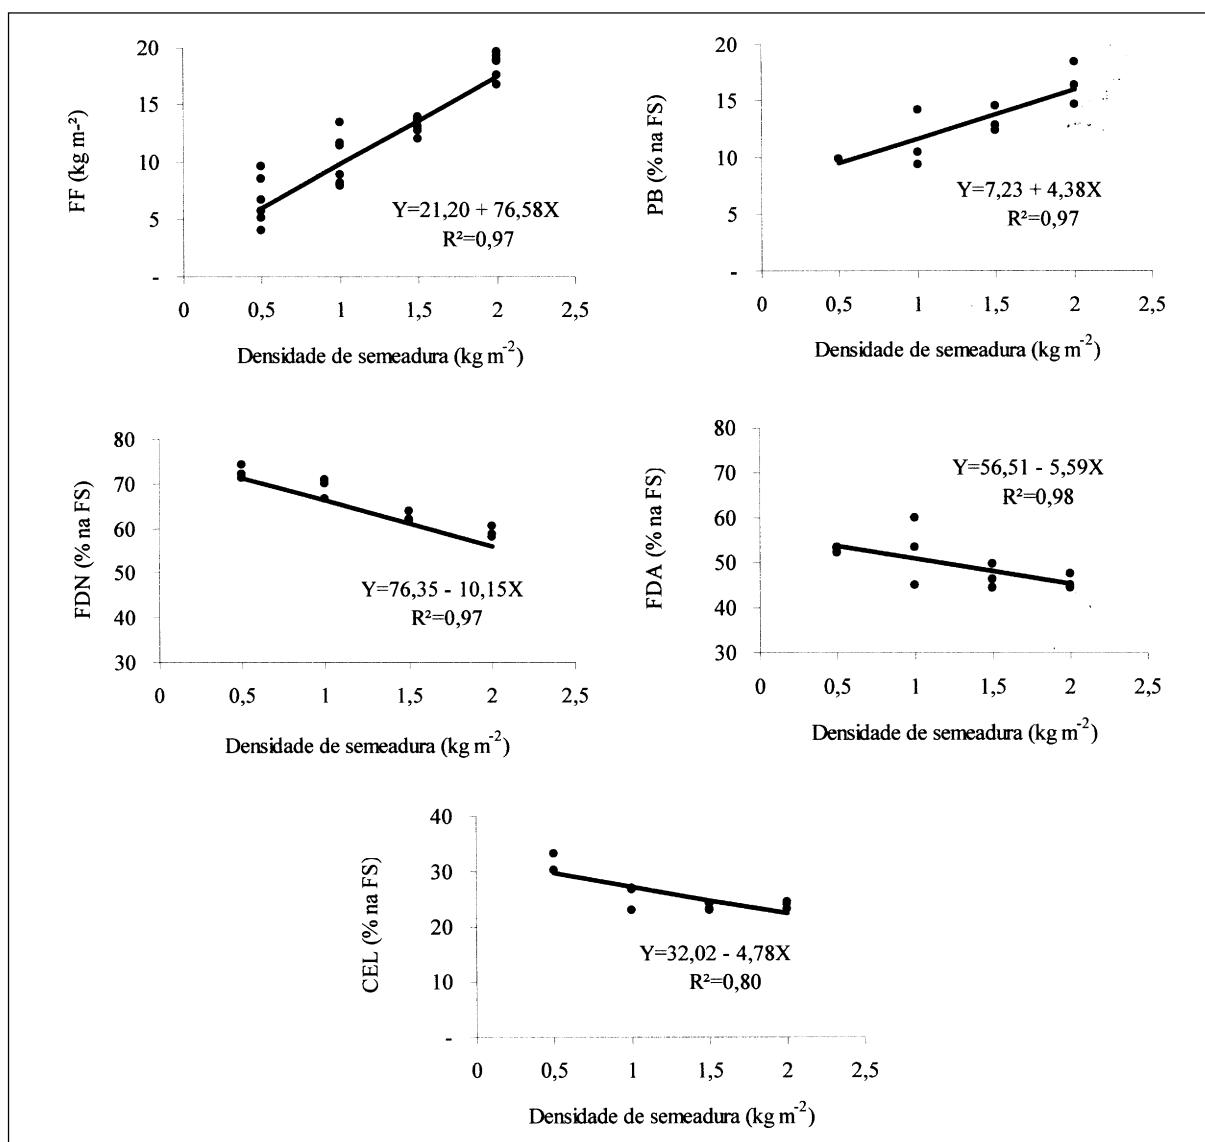 FF (kg m-²)
20
15
10
5
-
Y=21,20 + 76,58X
R²=0,97
0 0,5 1 1,5 2 2,5
Densidade de semeadura (kg m-2)
PB (% na FS)
20
15
10
5
-
Y=7,23 + 4,38X
R²=0,97
0 0,5 1 1,5 2 2,5
Densidade de semeadura (kg m-2)
FDN (% na FS)
80
70
60
50
40
30
Y=76,35 - 10,15X
R²=0,97
0 0,5 1 1,5 2 2,5
Densidade de semeadura (kg m-2)
FDA (% na FS)
80
70
60
50
40
30
Y=56,51 - 5,59X
R²=0,98
0 0,5 1 1,5 2 2,5
Densidade de semeadura (kg m-2)
CEL (% na FS)
40
30
20
10
-
Y=32,02 - 4,78X
R²=0,80
0 0,5 1 1,5 2 2,5
Densidade de semeadura (kg m-2)